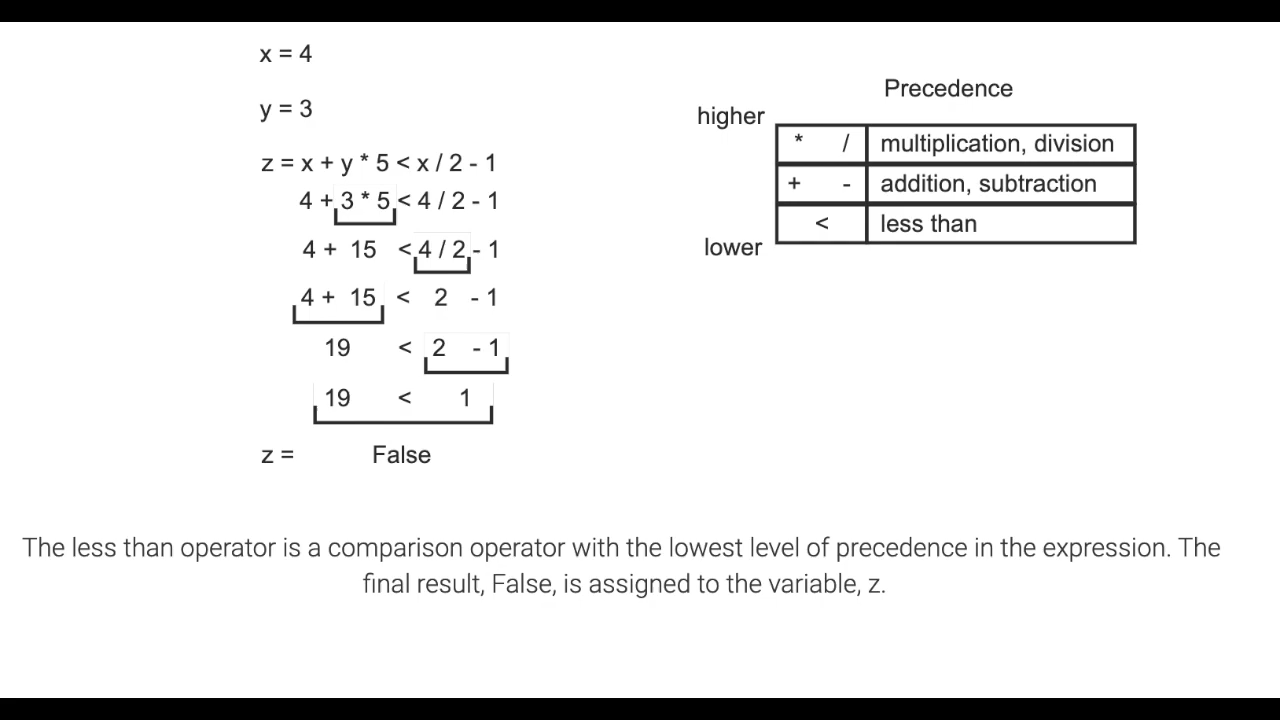 x = 4
y = 3
z = x + y * 5 < x / 2 - 1
4 + 3 * 5 < 4 / 2 - 1
4 + 15 < 4 / 2 - 1
4 + 15 < 2 - 1
19 < 2 - 1
19 < 1
z = False
Precedence
higher
* / multiplication, division
+ - addition, subtraction
< less than
lower
The less than operator is a comparison operator with the lowest level of precedence in the expression. The
final result, False, is assigned to the variable, z.